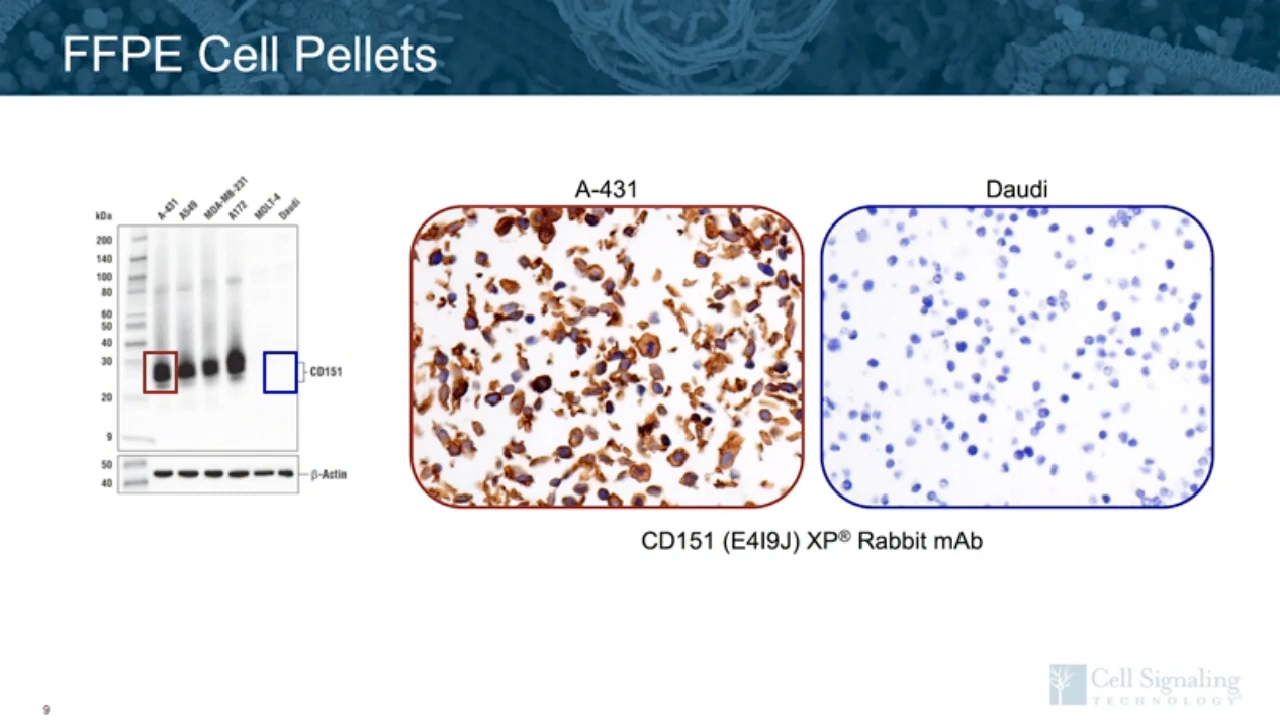 FFPE Cell Pellets
kDa
A-431
A549
MDA-MB-231
A172
MOLT-4
Daudi
200
140
100
80
60
50
40
30
20
9
CD151
50
40
β-Actin
A-431
Daudi
CD151 (E4I9J) XP® Rabbit mAb
Cell Signaling
TECHNOLOGY
9